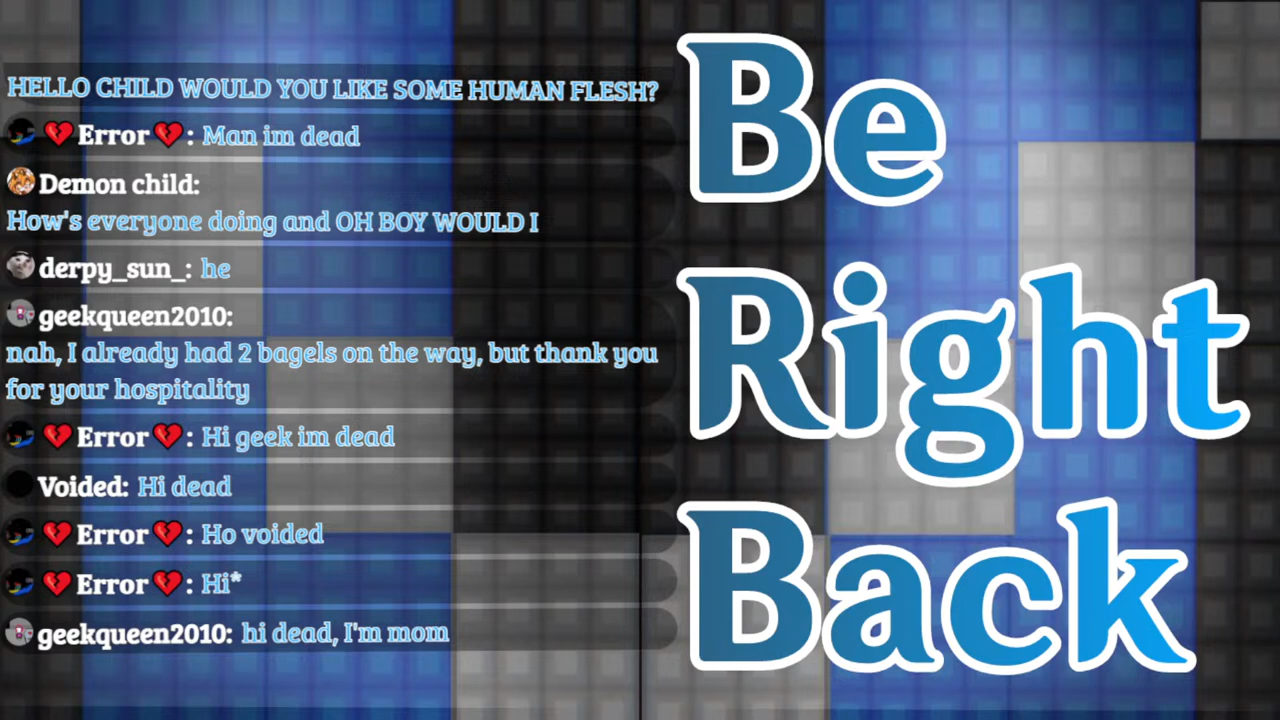 HELLO CHILD WOULD YOU LIKE SOME HUMAN FLESH?
💔 Error 💔: Man im dead
Demon child:
How's everyone doing and OH BOY WOULD I
derpy_sun_: he
geekqueen2010:
nah, I already had 2 bagels on the way, but thank you
for your hospitality
💔 Error 💔: Hi geek im dead
Voided: Hi dead
💔 Error 💔: Ho voided
💔 Error 💔: Hi*
geekqueen2010: hi dead, I'm mom
Be
Right
Back